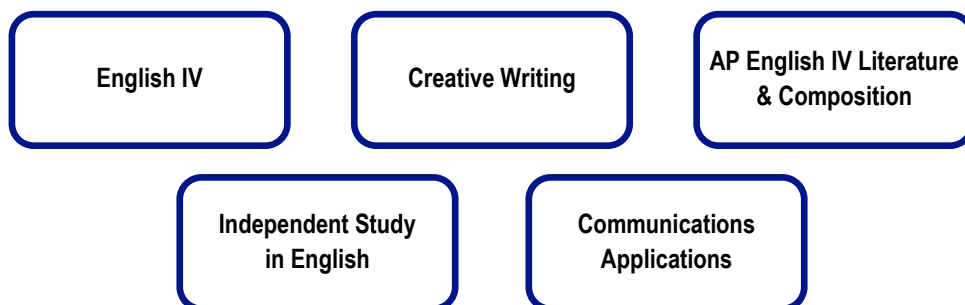 English IV
Creative Writing
AP English IV Literature
& Composition
Independent Study
in English
Communications
Applications